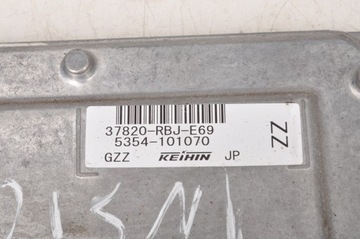 37820-RBJ-E69
5354-101070
GZZ KEIHIN JP
ZZ